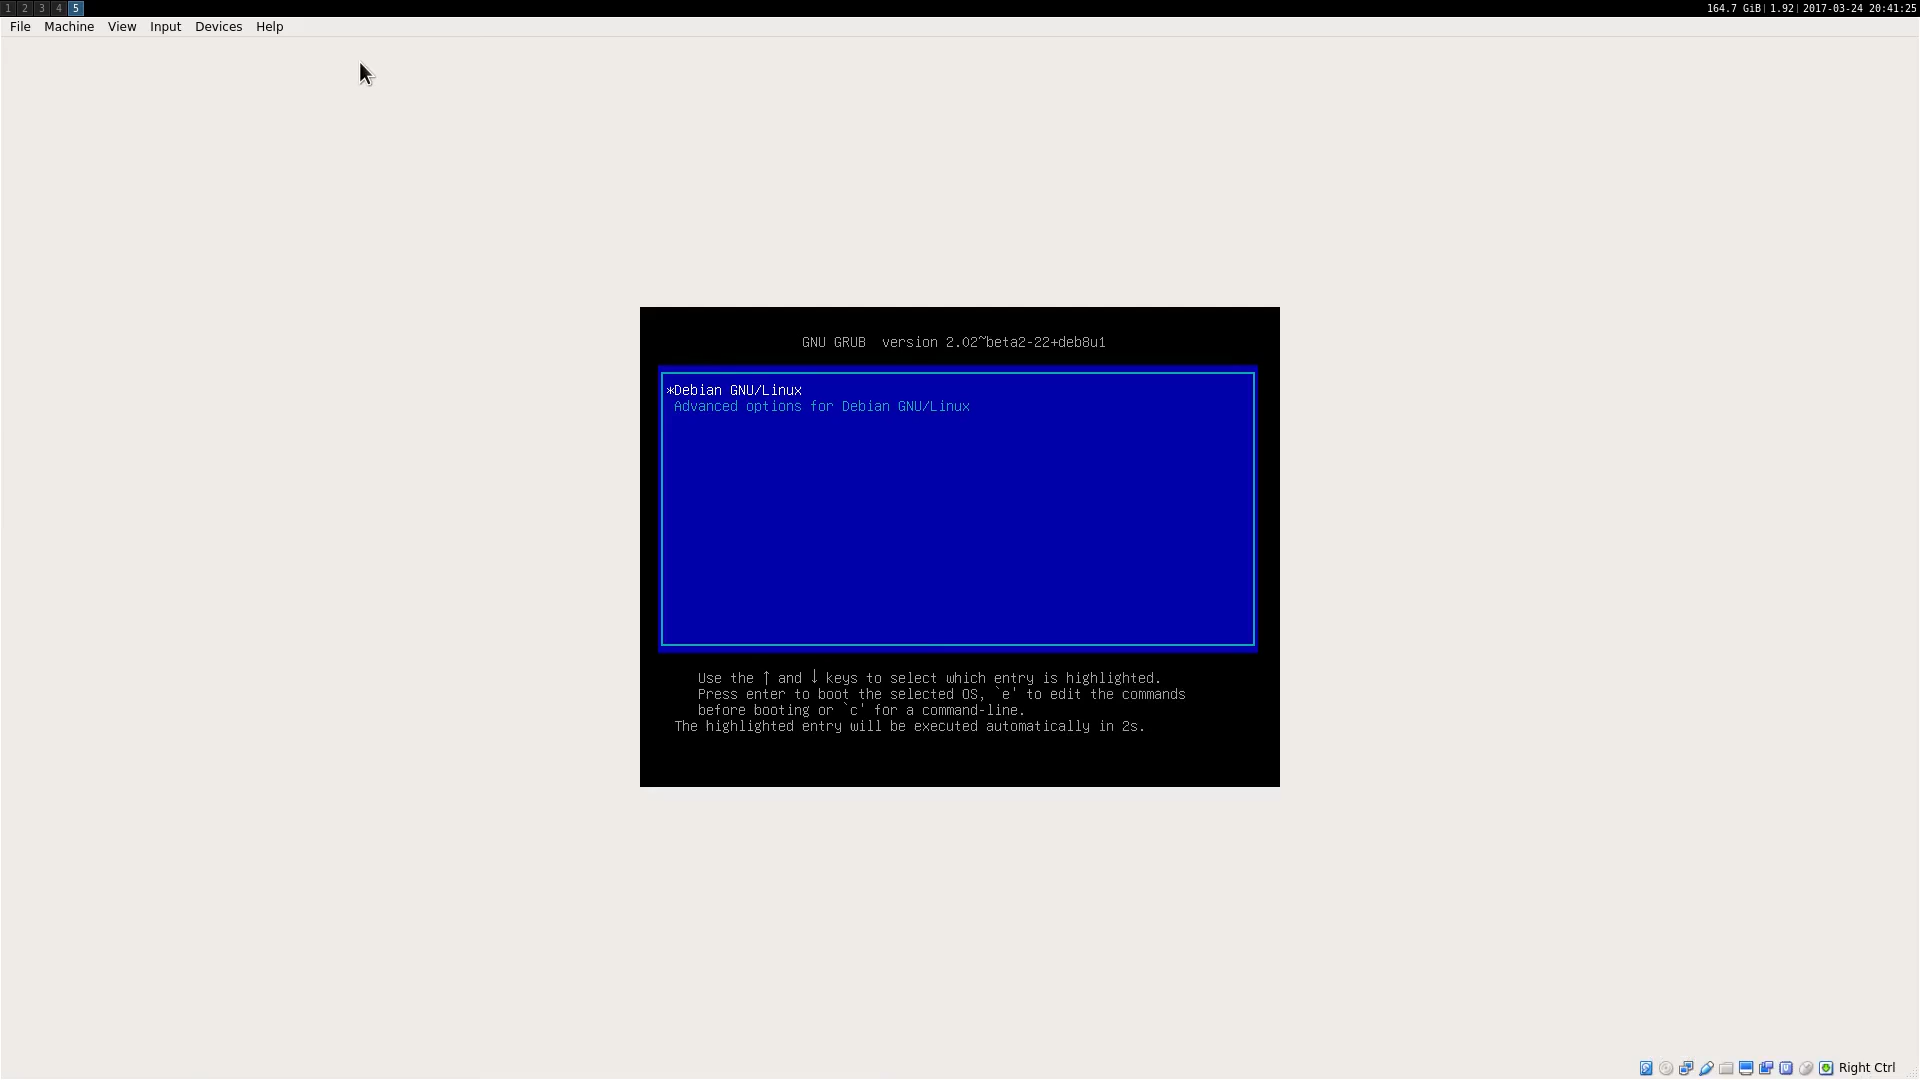 1 2 3 4 5 164.7 GiB| 1.92| 2017-03-24 20:41:25
File Machine View Input Devices Help
GNU GRUB version 2.02~beta2-22+deb8u1
*Debian GNU/Linux
Advanced options for Debian GNU/Linux
Use the ↑ and ↓ keys to select which entry is highlighted.
Press enter to boot the selected OS, `e' to edit the commands
before booting or `c' for a command-line.
The highlighted entry will be executed automatically in 2s.
Right Ctrl